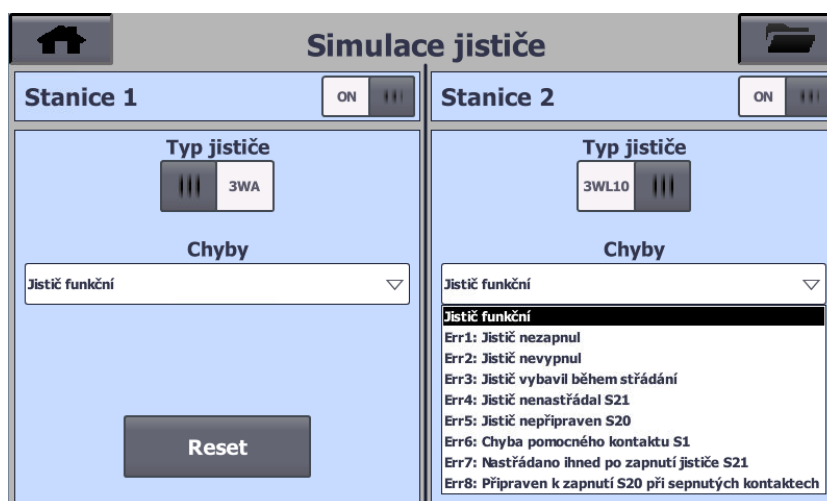 Simulace jističe
Stanice 1
ON
Typ jističe
3WA
Chyby
Jistič funkční
Reset
Stanice 2
ON
Typ jističe
3WL10
Chyby
Jistič funkční
Jistič funkční
Err1: Jistič nezapnul
Err2: Jistič nevypnul
Err3: Jistič vybavil během střádání
Err4: Jistič nenastřádal S21
Err5: Jistič nepřipraven S20
Err6: Chyba pomocného kontaktu S1
Err7: Nastřádano ihned po zapnutí jističe S21
Err8: Připraven k zapnutí S20 při sepnutých kontaktech